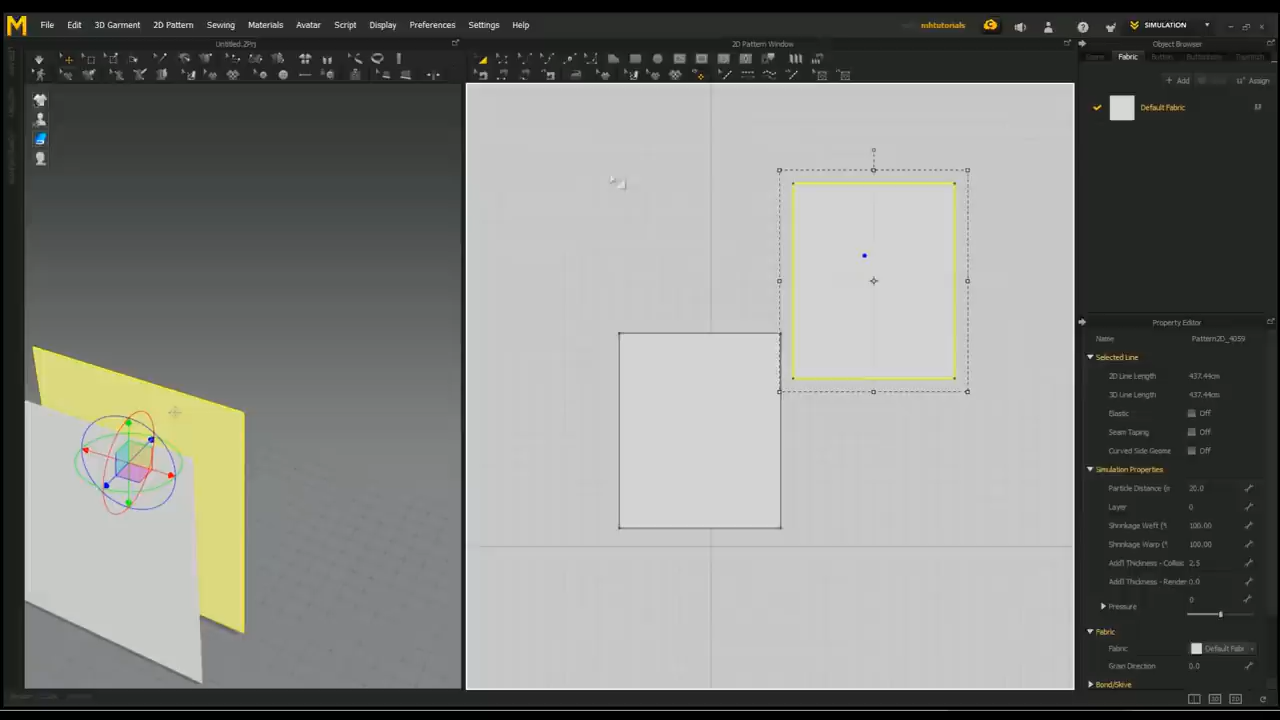 M File Edit 3D Garment 2D Pattern Sewing Materials Avatar Script Display Preferences Settings Help mhtutorials SIMULATION
Untitled.ZPrj 2D Pattern Window Object Browser
Fabric
Add Assign
Default Fabric
Property Editor
Name Pattern2D_4059
Selected Line
2D Line Length 437.44cm
3D Line Length 437.44cm
Elastic Off
Seam Taping Off
Curved Side Geome Off
Simulation Properties
Particle Distance (m 20.0
Layer 0
Shrinkage Weft (% 100.00
Shrinkage Warp (% 100.00
Add'l Thickness - Collisi 2.5
Add'l Thickness - Render 0.0
Pressure 0
Fabric
Fabric Default Fabr
Grain Direction 0.0
Bond/Skive